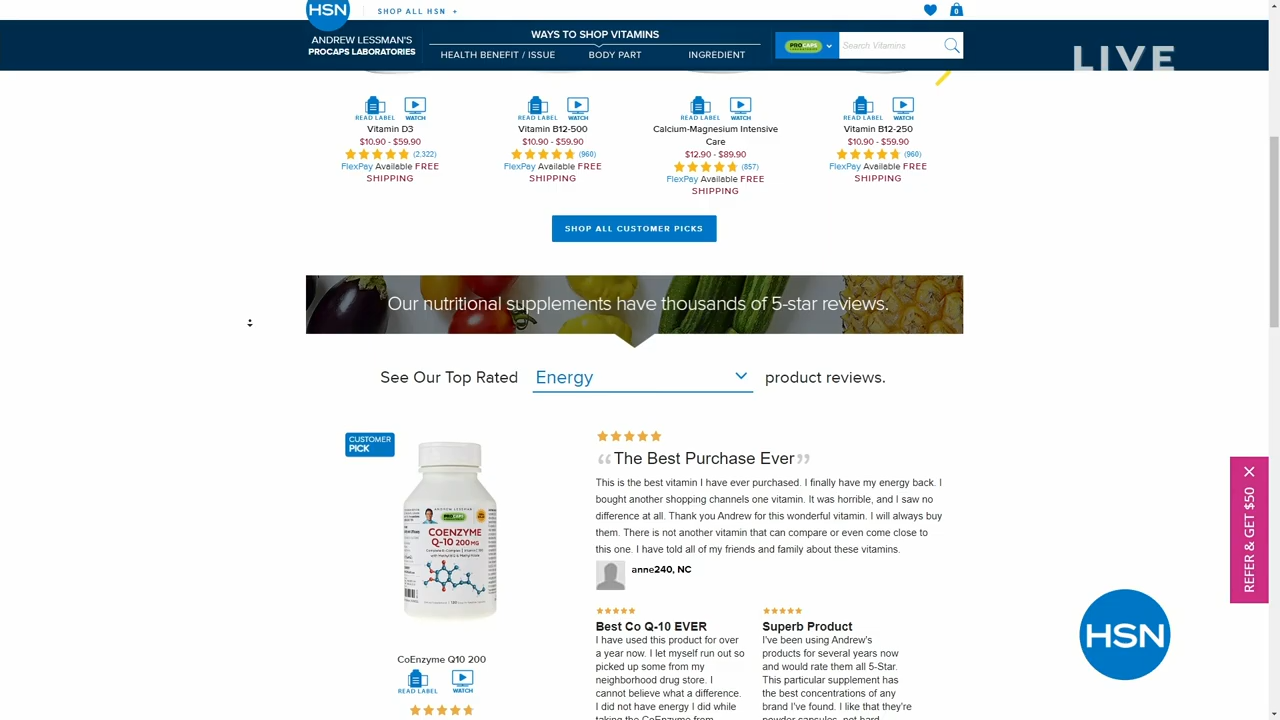 HSN
SHOP ALL HSN +
0
ANDREW LESSMAN'S
PROCAPS LABORATORIES
WAYS TO SHOP VITAMINS
HEALTH BENEFIT / ISSUE
BODY PART
INGREDIENT
PROCAPS
Search Vitamins
LIVE
READ LABEL
WATCH
READ LABEL
WATCH
READ LABEL
WATCH
READ LABEL
WATCH
Vitamin D3
$10.90 - $59.90
(2,322)
FlexPay Available FREE
SHIPPING
Vitamin B12-500
$10.90 - $59.90
(960)
FlexPay Available FREE
SHIPPING
Calcium-Magnesium Intensive
Care
$12.90 - $89.90
(857)
FlexPay Available FREE
SHIPPING
Vitamin B12-250
$10.90 - $59.90
(960)
FlexPay Available FREE
SHIPPING
SHOP ALL CUSTOMER PICKS
Our nutritional supplements have thousands of 5-star reviews.
See Our Top Rated Energy product reviews.
CUSTOMER
PICK
PROCAPS
COENZYME
Q-10 200 MG
CoEnzyme Q10 200
READ LABEL
WATCH
“The Best Purchase Ever”
This is the best vitamin I have ever purchased. I finally have my energy back. I
bought another shopping channels one vitamin. It was horrible, and I saw no
difference at all. Thank you Andrew for this wonderful vitamin. I will always buy
them. There is not another vitamin that can compare or even come close to
this one. I have told all of my friends and family about these vitamins.
anne240, NC
Best Co Q-10 EVER
I have used this product for over
a year now. I let myself run out so
picked up some from my
neighborhood drug store. I
cannot believe what a difference.
I did not have energy I did while
taking the CoEnzyme from
Superb Product
I've been using Andrew's
products for several years now
and would rate them all 5-Star.
This particular supplement has
the best concentrations of any
brand I've found. I like that they're
powder capsules, not hard
REFER & GET $50
HSN